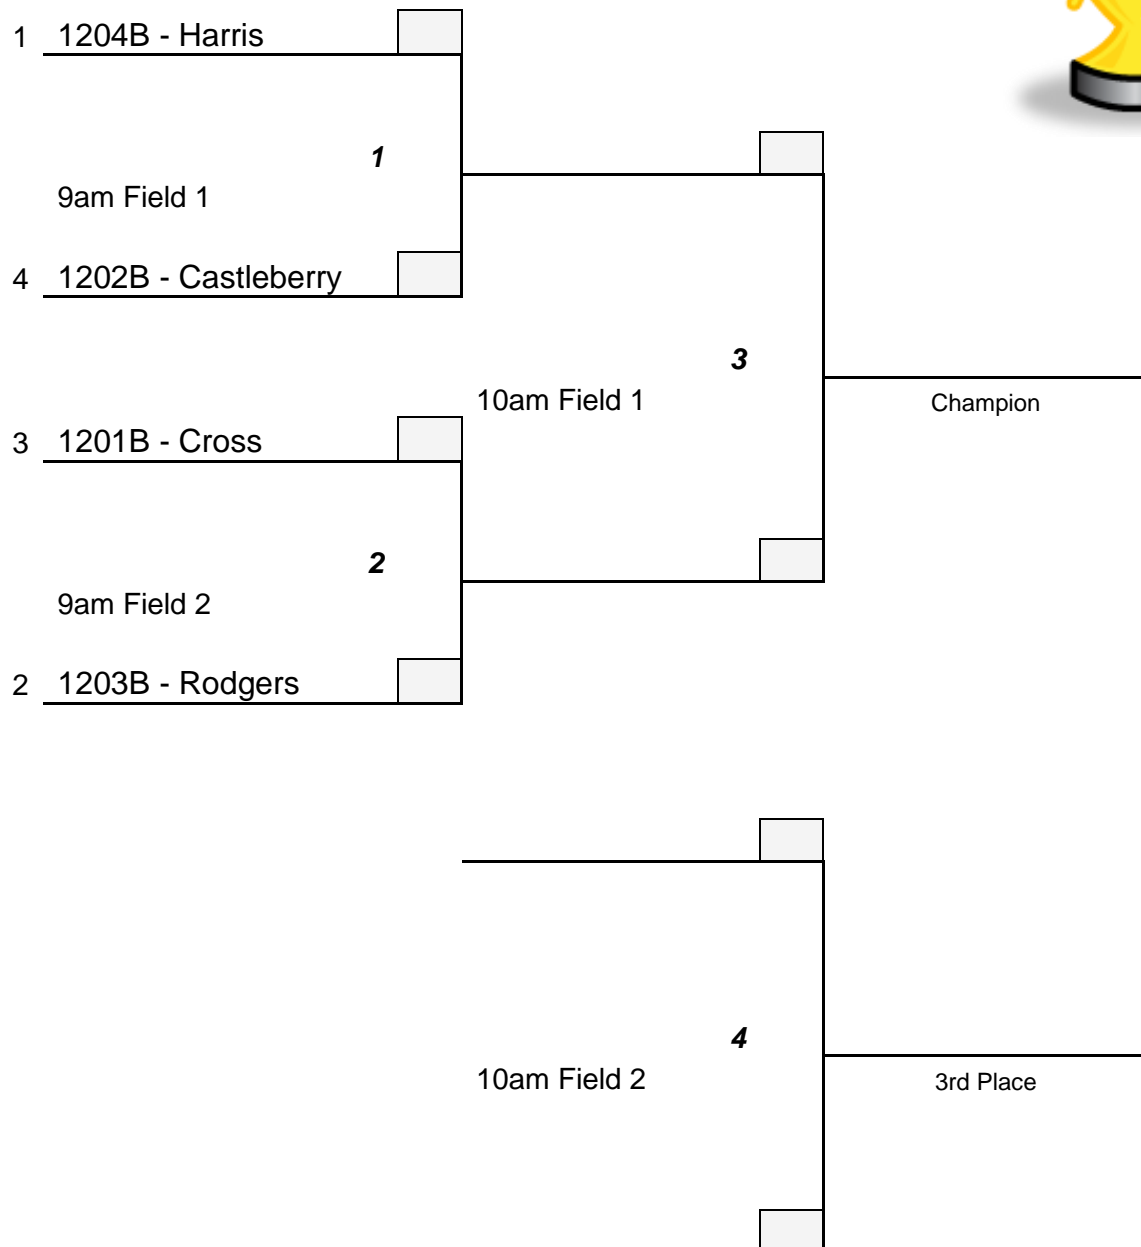 1 1204B - Harris
1
9am Field 1
4 1202B - Castleberry
3
10am Field 1
Champion
3 1201B - Cross
2
9am Field 2
2 1203B - Rodgers
4
10am Field 2
3rd Place